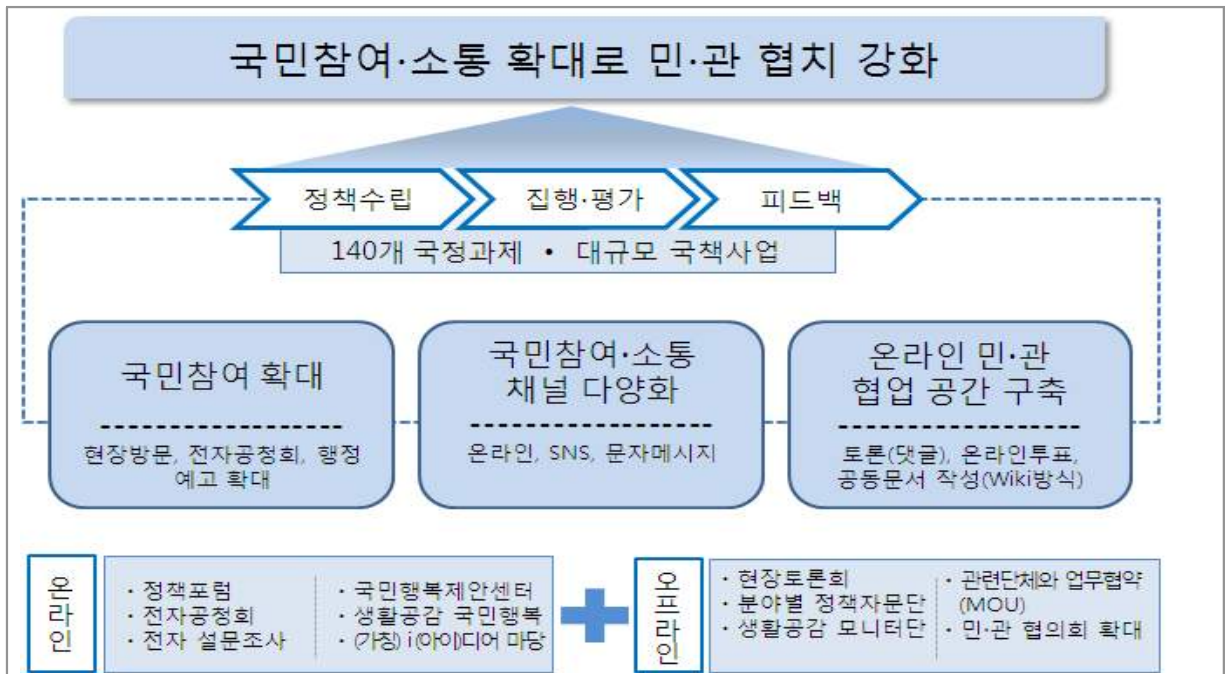 국민참여·소통 확대로 민·관 협치 강화
정책수립
집행·평가
피드백
140개 국정과제 • 대규모 국책사업
국민참여 확대
현장방문, 전자공청회, 행정
예고 확대
국민참여·소통
채널 다양화
온라인, SNS, 문자메시지
온라인 민·관
협업 공간 구축
토론(댓글), 온라인투표,
공동문서 작성(Wiki방식)
온라인
· 정책포럼
· 전자공청회
· 전자 설문조사
· 국민행복제안센터
· 생활공감 국민행복
· (가칭) i(아이)디어 마당
오프라인
· 현장토론회
· 분야별 정책자문단
· 생활공감 모니터단
· 관련단체와 업무협약
(MOU)
· 민·관 협의회 확대